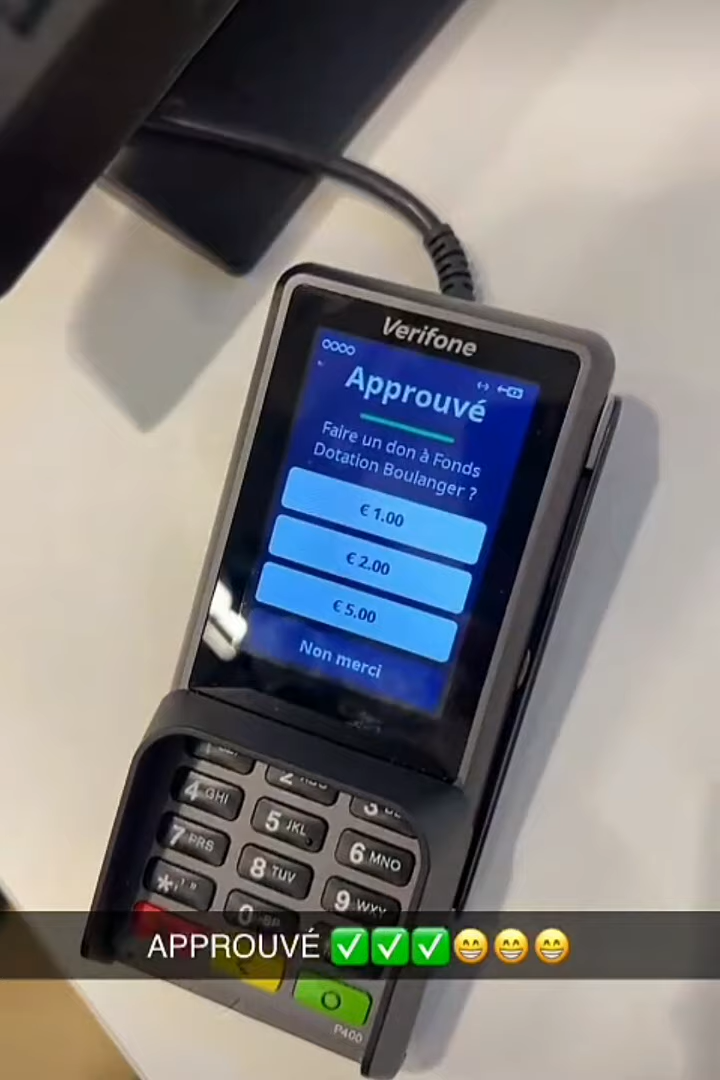 Verifone
Approuvé
Faire un don à Fonds
Dotation Boulanger ?
€ 1.00
€ 2.00
€ 5.00
Non merci
4 GHI
5 JKL
6 MNO
7 PRS
8 TUV
9 WXY
0
APPROUVÉ ✅✅✅😁😁😁
P400